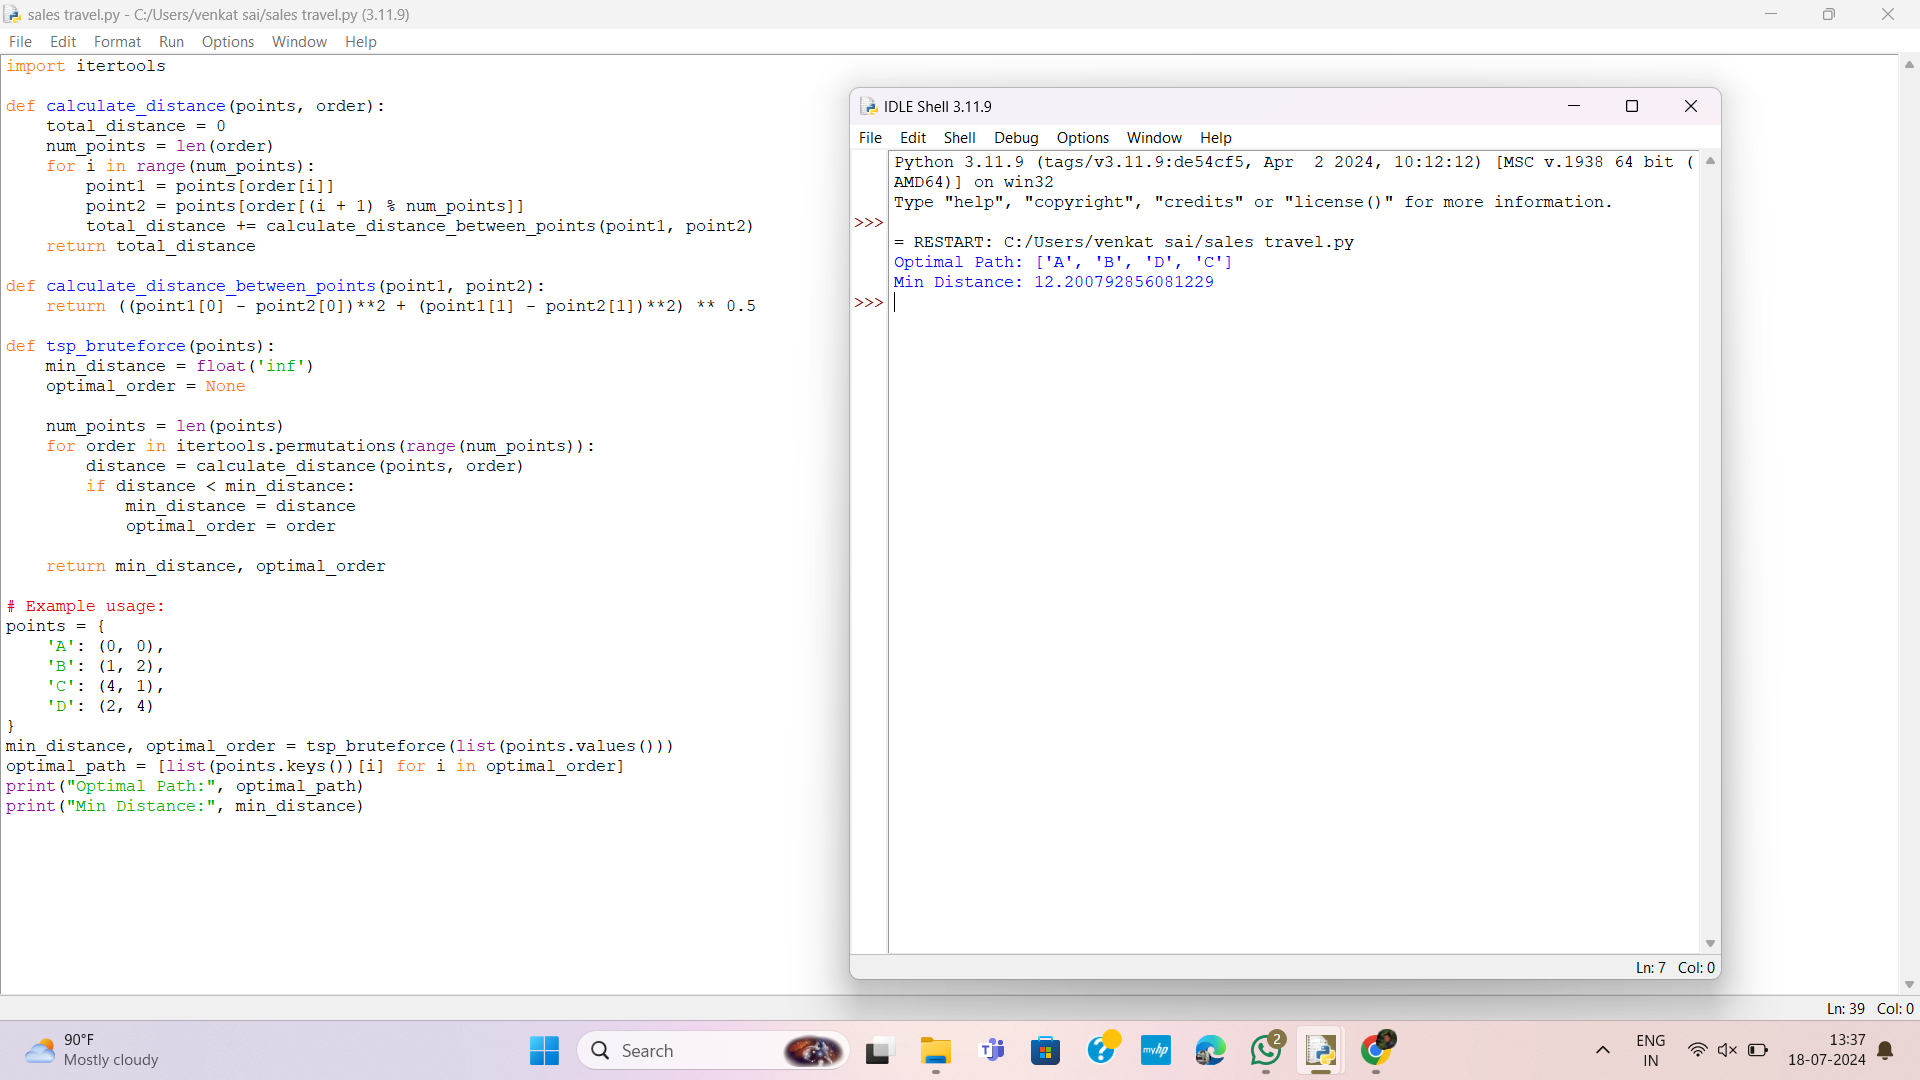 sales travel.py - C:/Users/venkat sai/sales travel.py (3.11.9)
File Edit Format Run Options Window Help
import itertools

def calculate_distance(points, order):
    total_distance = 0
    num_points = len(order)
    for i in range(num_points):
        point1 = points[order[i]]
        point2 = points[order[(i + 1) % num_points]]
        total_distance += calculate_distance_between_points(point1, point2)
    return total_distance

def calculate_distance_between_points(point1, point2):
    return ((point1[0] - point2[0])**2 + (point1[1] - point2[1])**2) ** 0.5

def tsp_bruteforce(points):
    min_distance = float('inf')
    optimal_order = None

    num_points = len(points)
    for order in itertools.permutations(range(num_points)):
        distance = calculate_distance(points, order)
        if distance < min_distance:
            min_distance = distance
            optimal_order = order

    return min_distance, optimal_order

# Example usage:
points = {
    'A': (0, 0),
    'B': (1, 2),
    'C': (4, 1),
    'D': (2, 4)
}
min_distance, optimal_order = tsp_bruteforce(list(points.values()))
optimal_path = [list(points.keys())[i] for i in optimal_order]
print("Optimal Path:", optimal_path)
print("Min Distance:", min_distance)
IDLE Shell 3.11.9
File Edit Shell Debug Options Window Help
Python 3.11.9 (tags/v3.11.9:de54cf5, Apr  2 2024, 10:12:12) [MSC v.1938 64 bit (
AMD64)] on win32
Type "help", "copyright", "credits" or "license()" for more information.
>>>
= RESTART: C:/Users/venkat sai/sales travel.py
Optimal Path: ['A', 'B', 'D', 'C']
Min Distance: 12.200792856081229
>>>
Ln: 7 Col: 0
Ln: 39 Col: 0
90°F
Mostly cloudy
Search
myhp
2
ENG
IN
13:37
18-07-2024